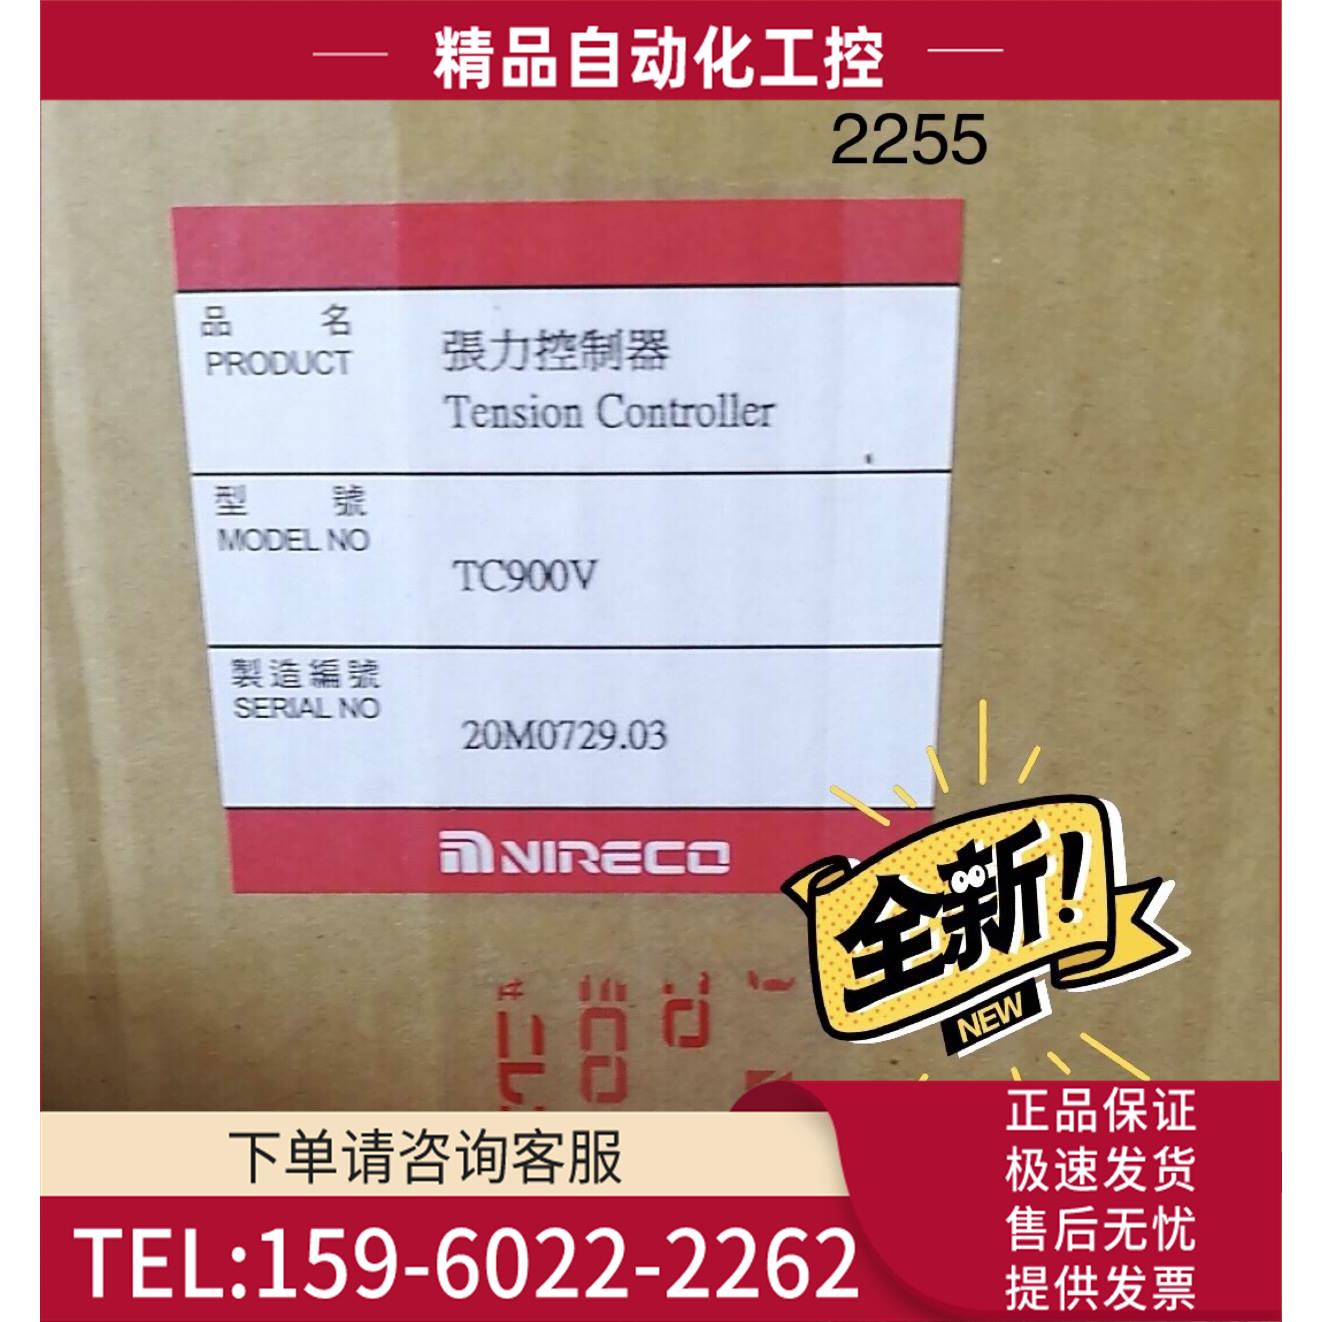 精品自动化工控
2255
品 名
PRODUCT
張力控制器
Tension Controller
型 號
MODEL NO
TC900V
製造編號
SERIAL NO
20M0729.03
NIRECO
全新!
NEW
下单请咨询客服
TEL:159-6022-2262
正品保证
极速发货
售后无忧
提供发票